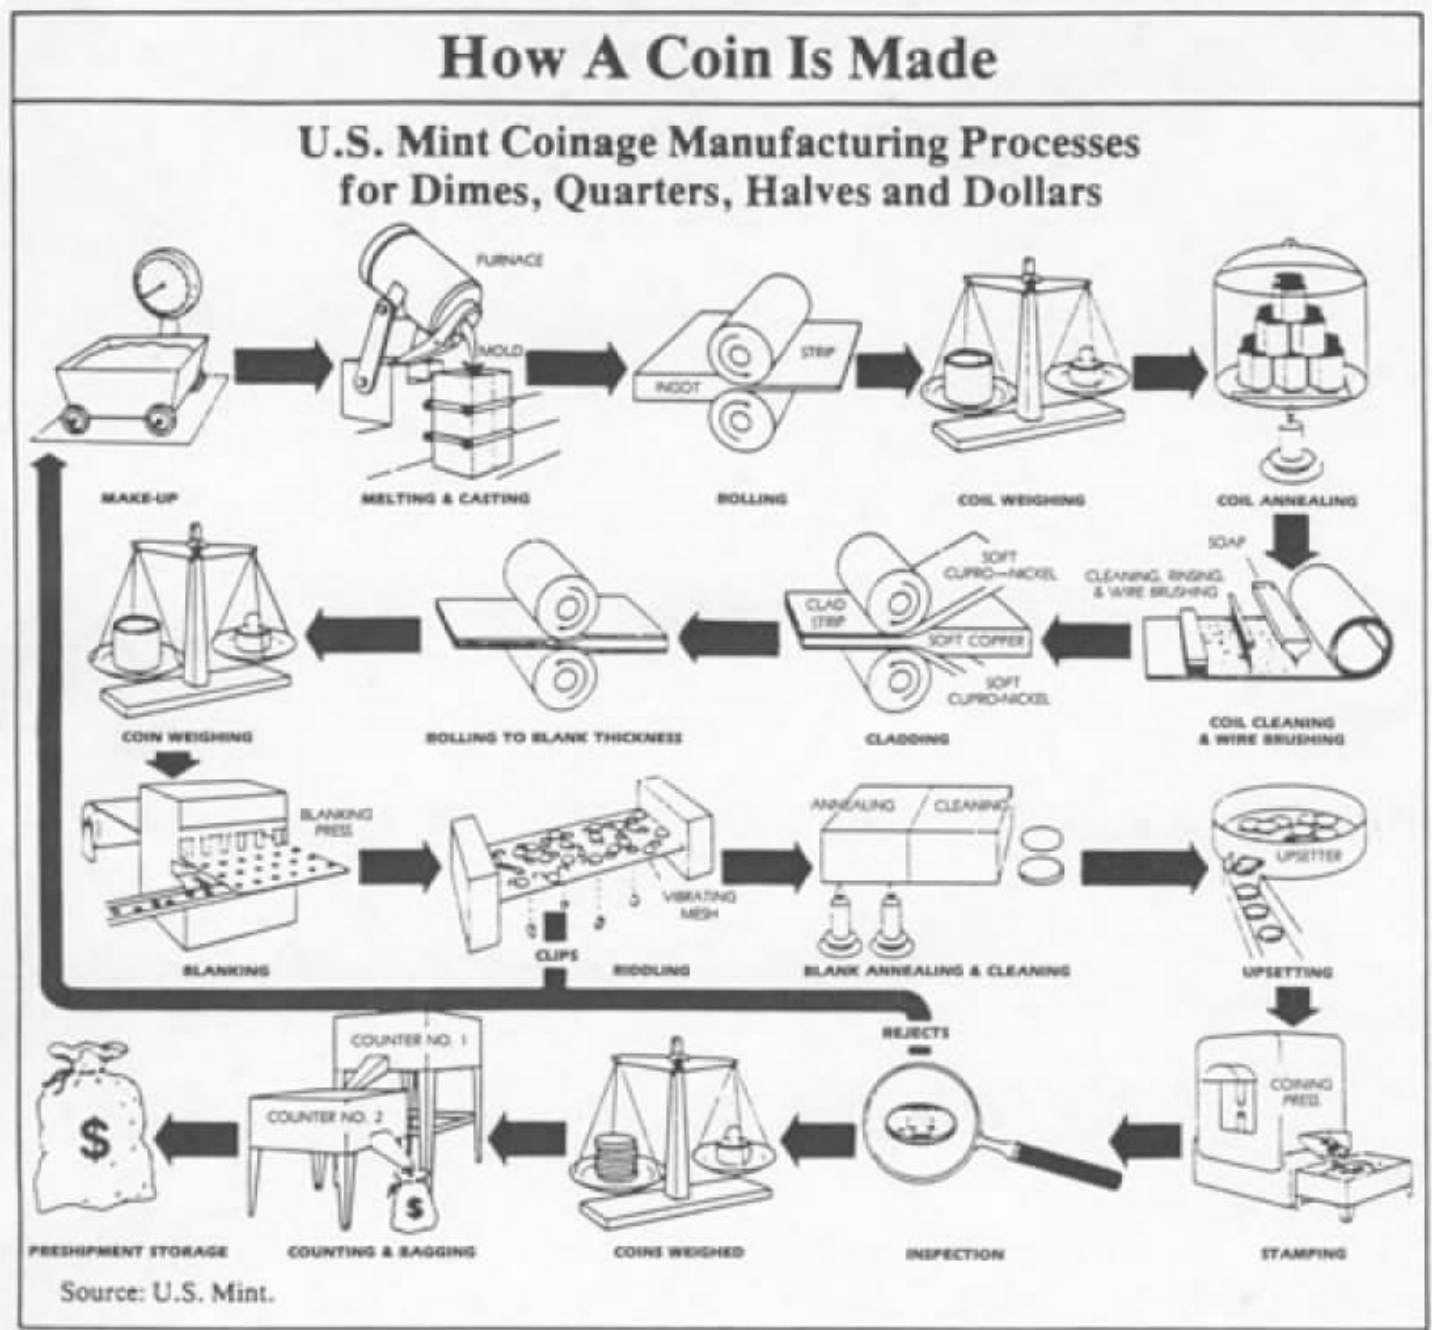 How A Coin Is Made
U.S. Mint Coinage Manufacturing Processes
for Dimes, Quarters, Halves and Dollars
FURNACE
MOLD
INGOT
STRIP
MAKE-UP
MELTING & CASTING
ROLLING
COIL WEIGHING
COIL ANNEALING
SOAP
CLEANING, RINSING,
& WIRE BRUSHING
SOFT
CUPRO-NICKEL
CLAD
STRIP
SOFT COPPER
SOFT
CUPRO-NICKEL
COIN WEIGHING
ROLLING TO BLANK THICKNESS
CLADDING
COIL CLEANING
& WIRE BRUSHING
BLANKING
PRESS
VIBRATING
MESH
ANNEALING
CLEANING
UPSETTER
BLANKING
CLIPS
RIDDLING
BLANK ANNEALING & CLEANING
UPSETTING
REJECTS
COUNTER NO. 1
COUNTER NO. 2
$
$
COINING
PRESS
PRESHIPMENT STORAGE
COUNTING & BAGGING
COINS WEIGHED
INSPECTION
STAMPING
Source: U.S. Mint.